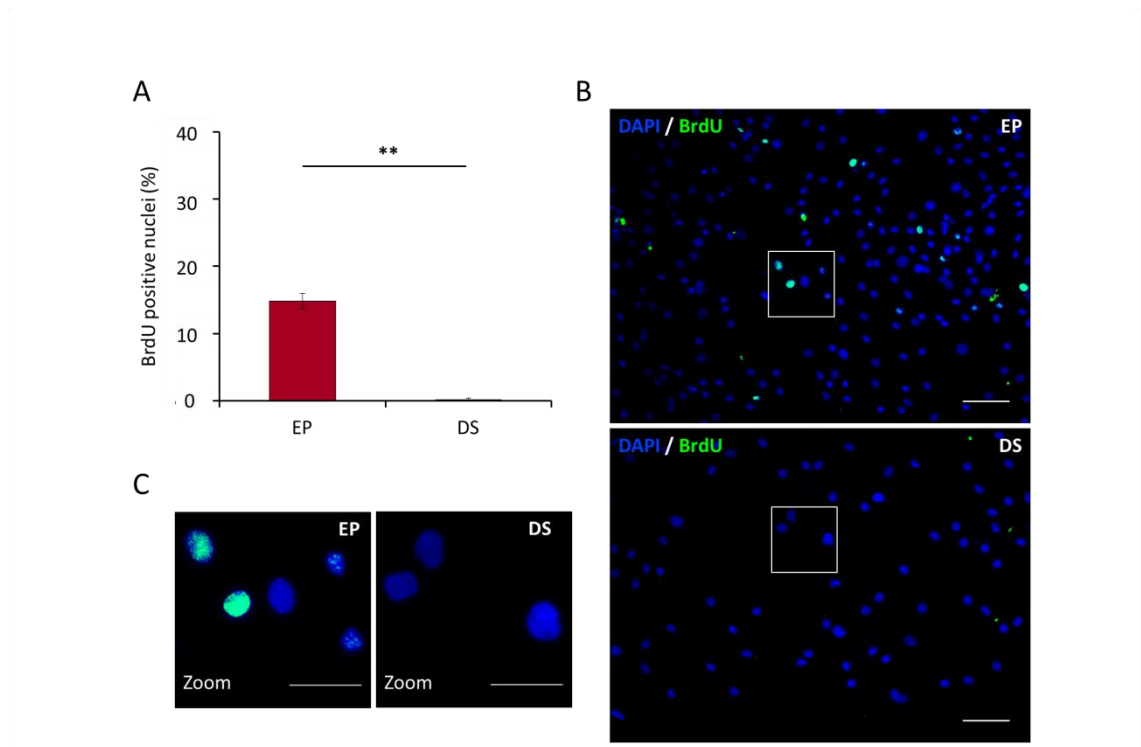 A
BrdU positive nuclei (%)
40
30
20
10
0
**
EP
DS
B
DAPI / BrdU
EP
DAPI / BrdU
DS
C
EP
Zoom
DS
Zoom